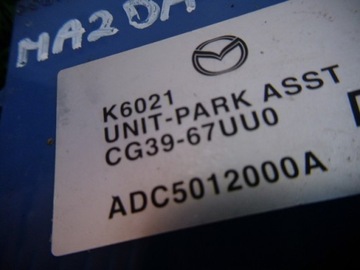 MAZDA
K6021
UNIT-PARK ASST
CG39-67UU0
ADC5012000A